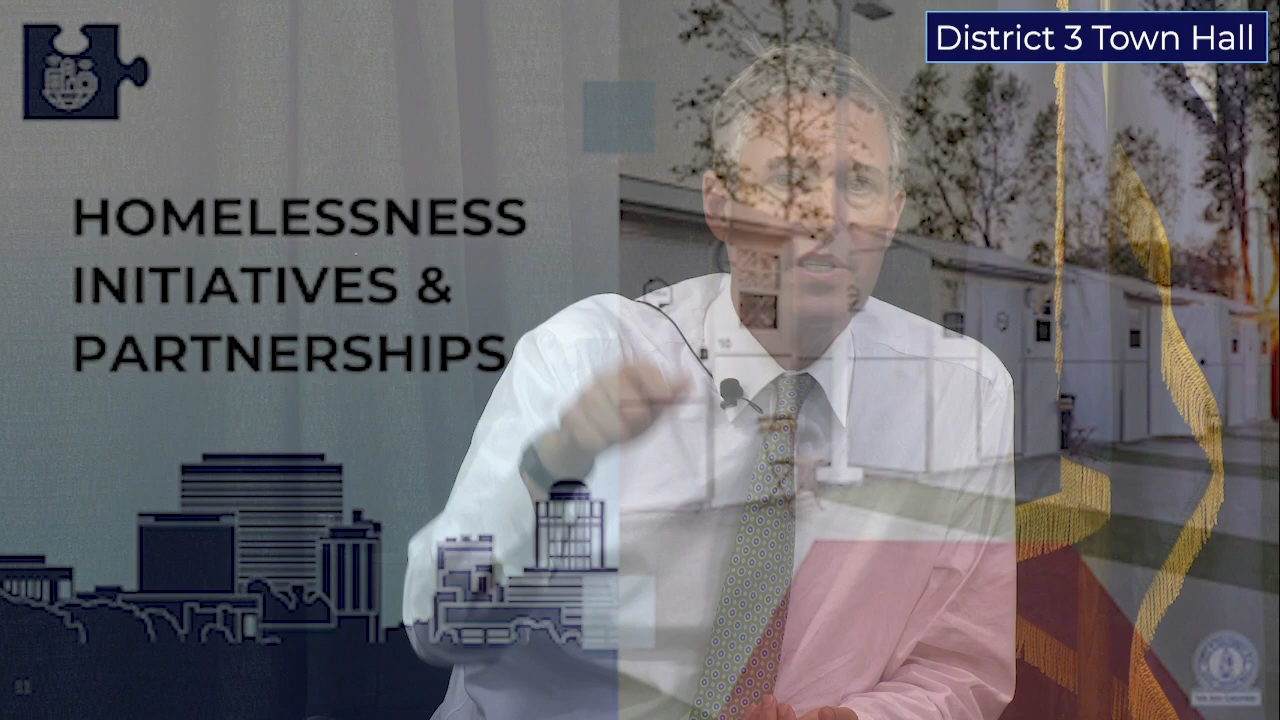 District 3 Town Hall
HOMELESSNESS
INITIATIVES &
PARTNERSHIPS